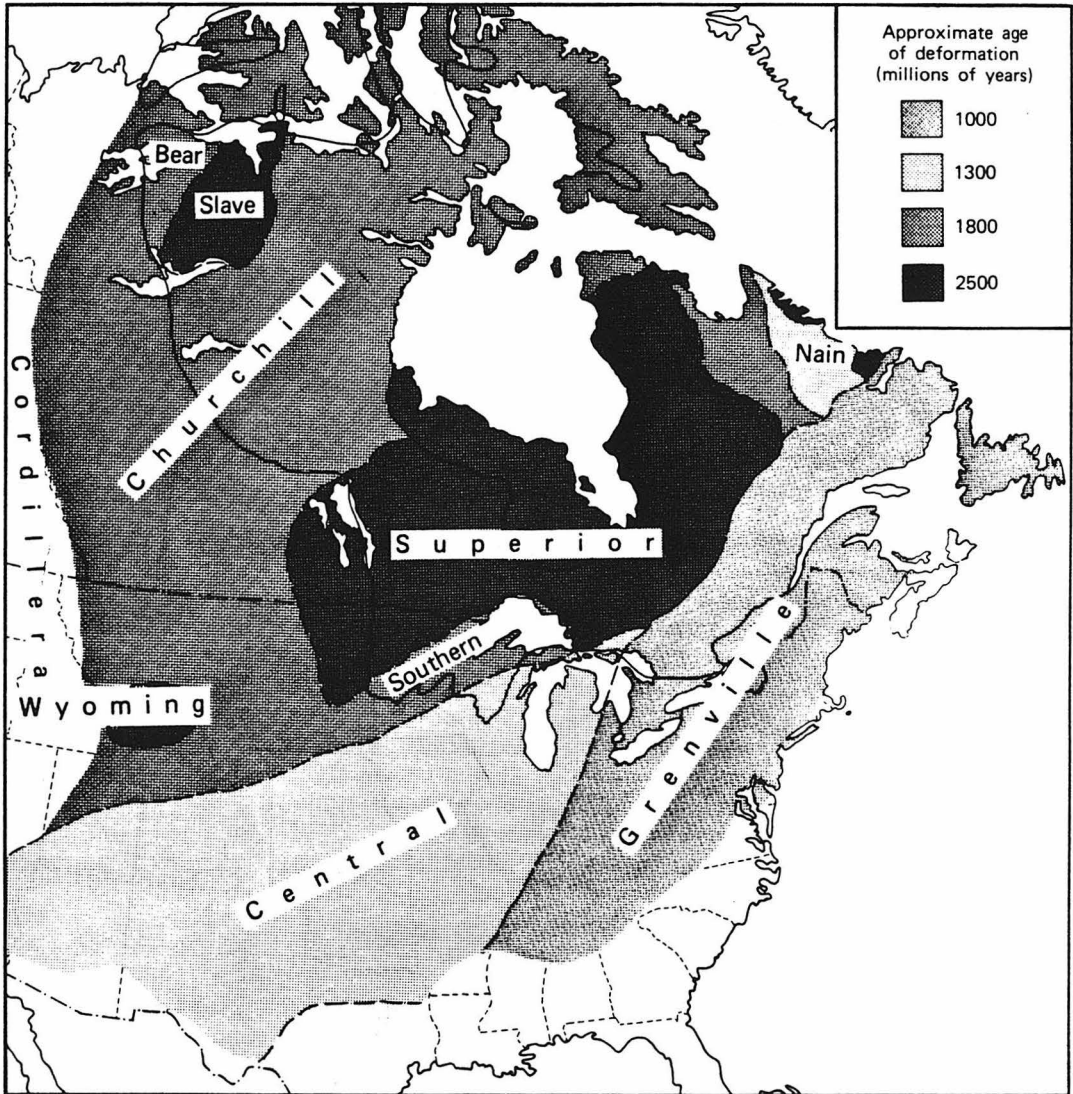 Approximate age
of deformation
(millions of years)
1000
1300
1800
2500
Bear
Slave
Churchill
Nain
Cordillera
Superior
Southern
Wyoming
Grenville
Central